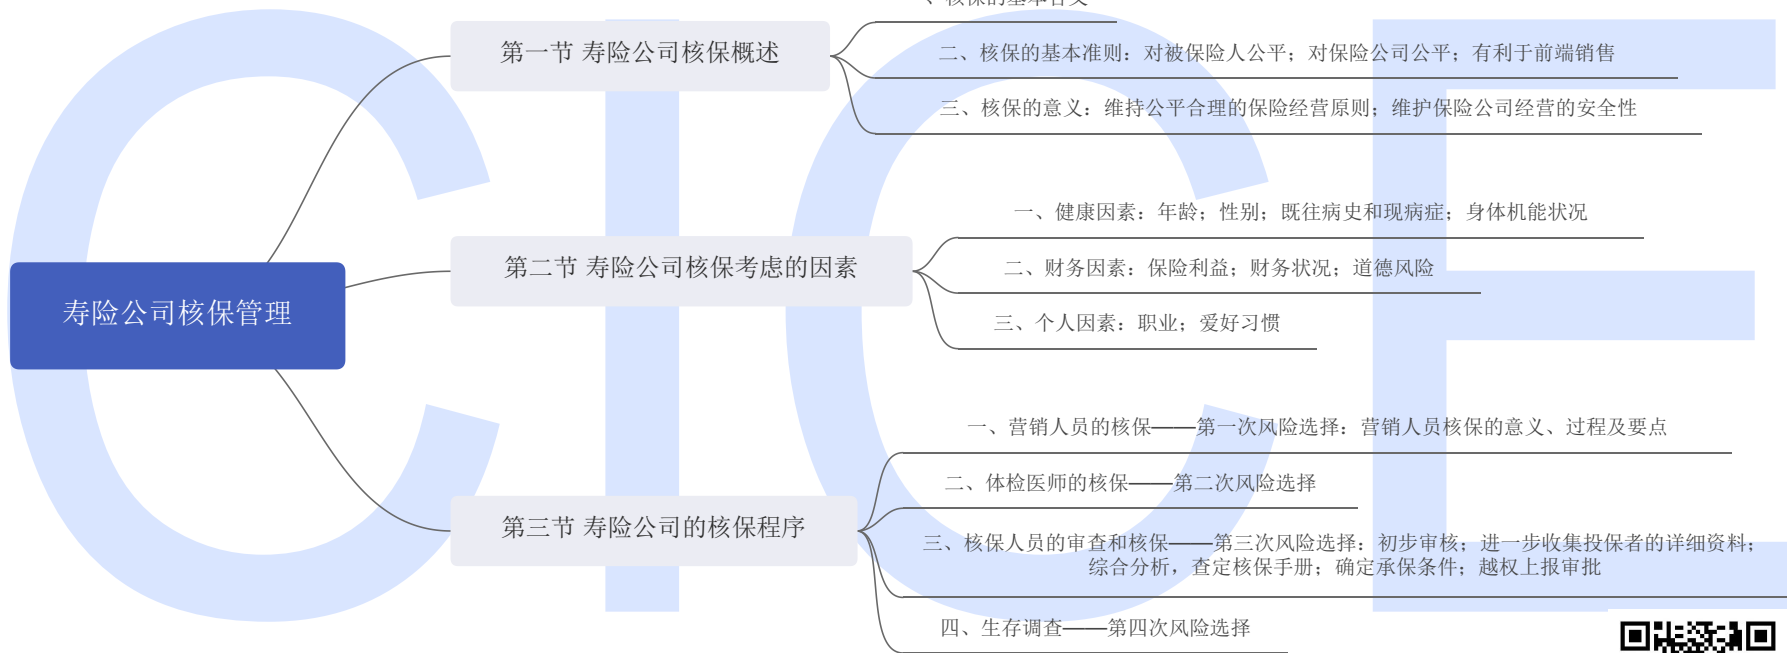 、核保的基本含义
第一节 寿险公司核保概述
二、核保的基本准则：对被保险人公平；对保险公司公平；有利于前端销售
三、核保的意义：维持公平合理的保险经营原则；维护保险公司经营的安全性
一、健康因素：年龄；性别；既往病史和现病症；身体机能状况
第二节 寿险公司核保考虑的因素
二、财务因素：保险利益；财务状况；道德风险
三、个人因素：职业；爱好习惯
寿险公司核保管理
一、营销人员的核保——第一次风险选择：营销人员核保的意义、过程及要点
二、体检医师的核保——第二次风险选择
第三节 寿险公司的核保程序
三、核保人员的审查和核保——第三次风险选择：初步审核；进一步收集投保者的详细资料；
综合分析，查定核保手册；确定承保条件；越权上报审批
四、生存调查——第四次风险选择
CICE